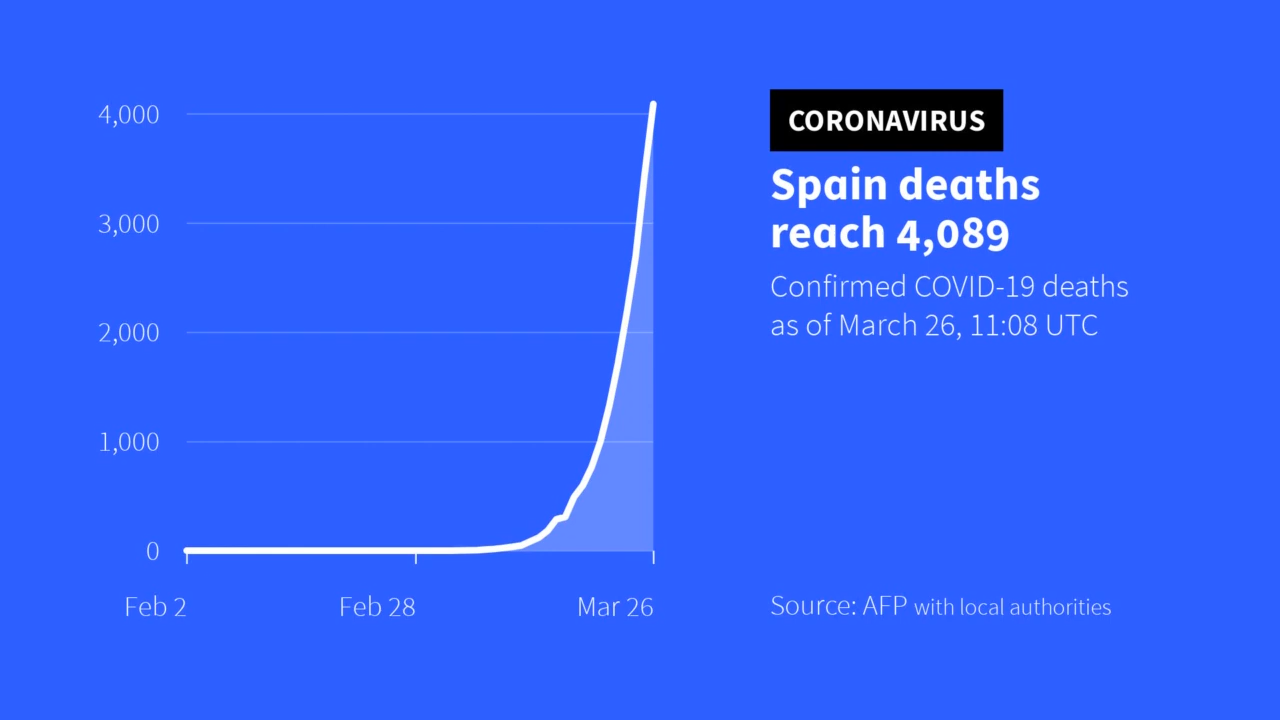 4,000
3,000
2,000
1,000
0
Feb 2
Feb 28
Mar 26
CORONAVIRUS
Spain deaths
reach 4,089
Confirmed COVID-19 deaths
as of March 26, 11:08 UTC
Source: AFP with local authorities